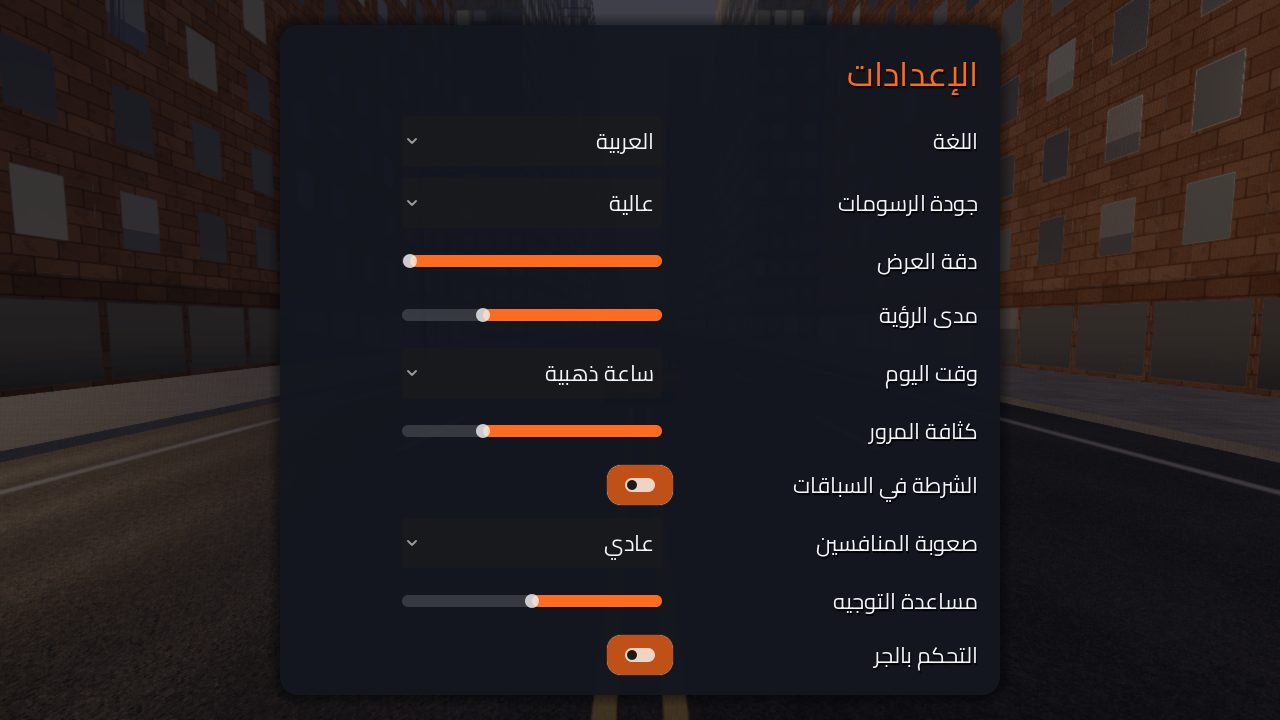 الإعدادات
اللغة العربية
جودة الرسومات عالية
دقة العرض
مدى الرؤية
وقت اليوم ساعة ذهبية
كثافة المرور
الشرطة في السباقات
صعوبة المنافسين عادي
مساعدة التوجيه
التحكم بالجر